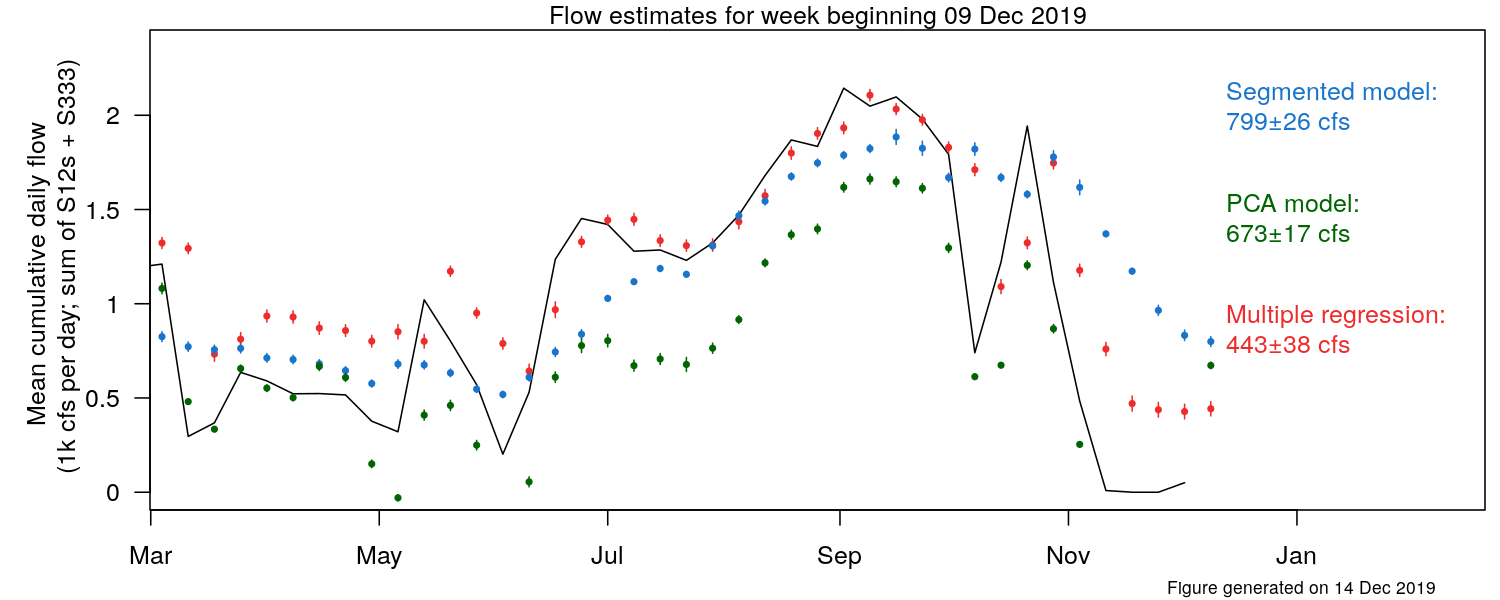 Flow estimates for week beginning 09 Dec 2019
Mean cumulative daily flow
(1k cfs per day; sum of S12s + S333)
2
1.5
1
0.5
0
Segmented model:
799±26 cfs
PCA model:
673±17 cfs
Multiple regression:
443±38 cfs
Mar May Jul Sep Nov Jan
Figure generated on 14 Dec 2019